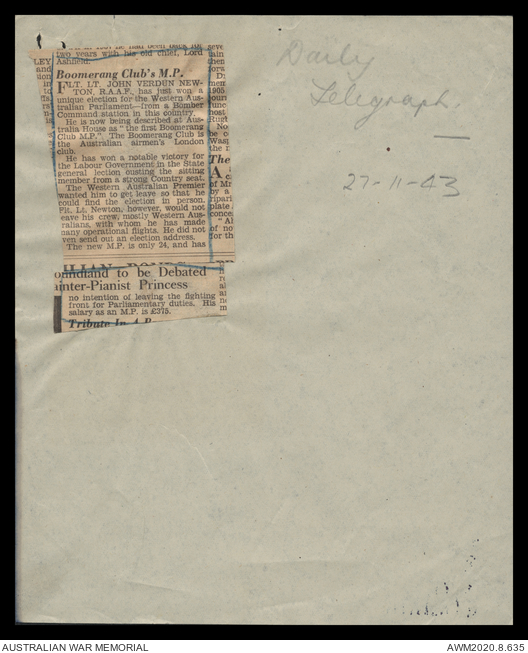 Daily
Telegraph.
27-11-43
two years with his old chief, Lord
Ashfield.
Boomerang Club's M.P.
FLT. LT. JOHN VERDUN NEW-
TON, R.A.A.F., has just won a
unique election for the Western Aus-
tralian Parliament—from a Bomber
Command station in this country.
He is now being described at Aus-
tralia House as "the first Boomerang
Club M.P." The Boomerang Club is
the Australian airmen's London
club.
He has won a notable victory for
the Labour Government in the State
general lection ousting the sitting
member from a strong Country seat.
The Western Australian Premier
wanted him to get leave so that he
could find the election in person.
Flt. Lt. Newton, however, would not
leave his crew, mostly Western Aus-
ralians, with whom he has made
many operational flights. He did not
ven send out an election address.
The new M.P. is only 24, and has
oundland to be Debated
ainter-Pianist Princess
no intention of leaving the fighting
front for Parliamentary duties. His
salary as an M.P. is £375.
Tribute In A.P.
AUSTRALIAN WAR MEMORIAL
AWM2020.8.635